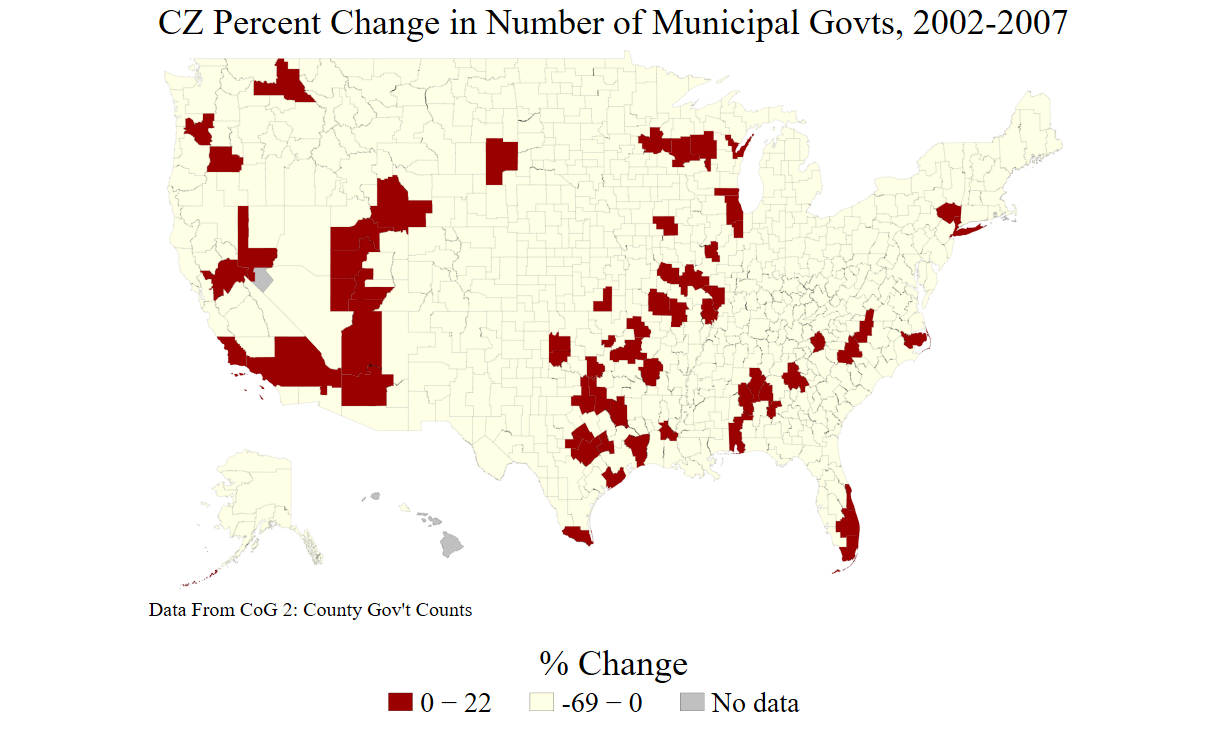 CZ Percent Change in Number of Municipal Govts, 2002-2007
Data From CoG 2: County Gov't Counts
% Change
0 − 22
-69 − 0
No data